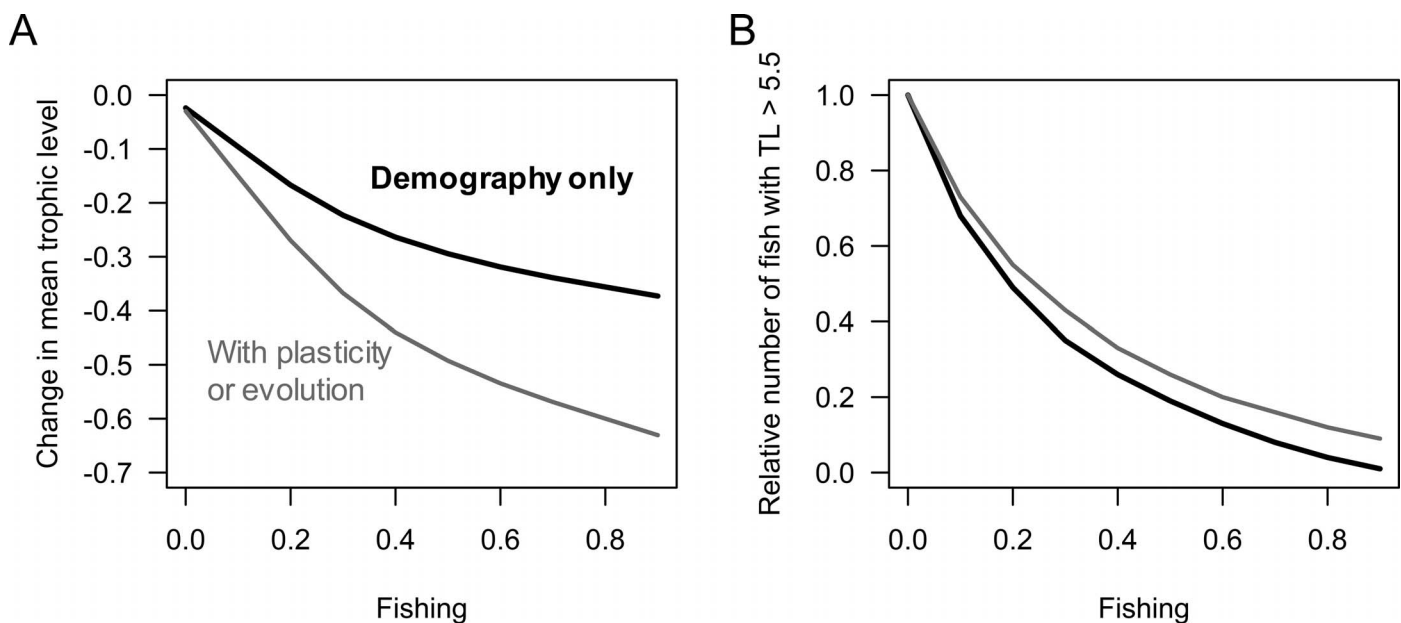 A
Change in mean trophic level
0.0
-0.1
-0.2
-0.3
-0.4
-0.5
-0.6
-0.7
Demography only
With plasticity
or evolution
0.0 0.2 0.4 0.6 0.8
Fishing
B
Relative number of fish with TL > 5.5
1.0
0.8
0.6
0.4
0.2
0.0
0.0 0.2 0.4 0.6 0.8
Fishing